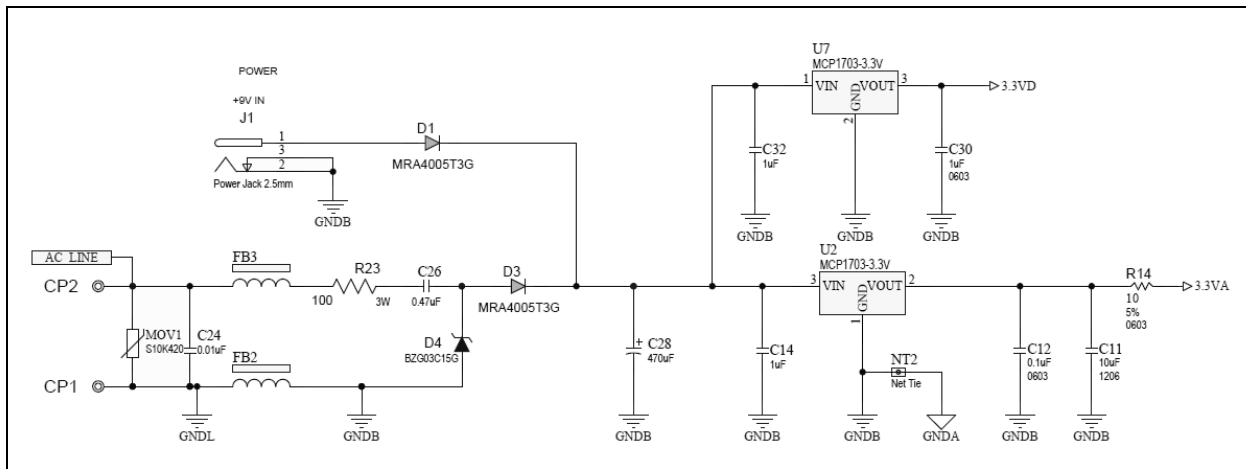 POWER
+9V IN
J1
1
3
2
Power Jack 2.5mm
GNDB
D1
MRA4005T3G
U7
MCP1703-3.3V
1
VIN
VOUT
3
GND
2
3.3VD
C32
1uF
C30
1uF
0603
GNDB
GNDB
GNDB
AC LINE
CP2
FB3
R23
100
3W
C26
0.47uF
D3
MRA4005T3G
U2
MCP1703-3.3V
3
VIN
VOUT
2
GND
1
R14
10
5%
0603
3.3VA
MOV1
S10K420
C24
0.01uF
D4
BZG03C15G
CP1
FB2
GNDL
GNDB
C28
+
470uF
C14
1uF
NT2
Net Tie
C12
0.1uF
0603
C11
10uF
1206
GNDB
GNDB
GNDB
GNDA
GNDB
GNDB